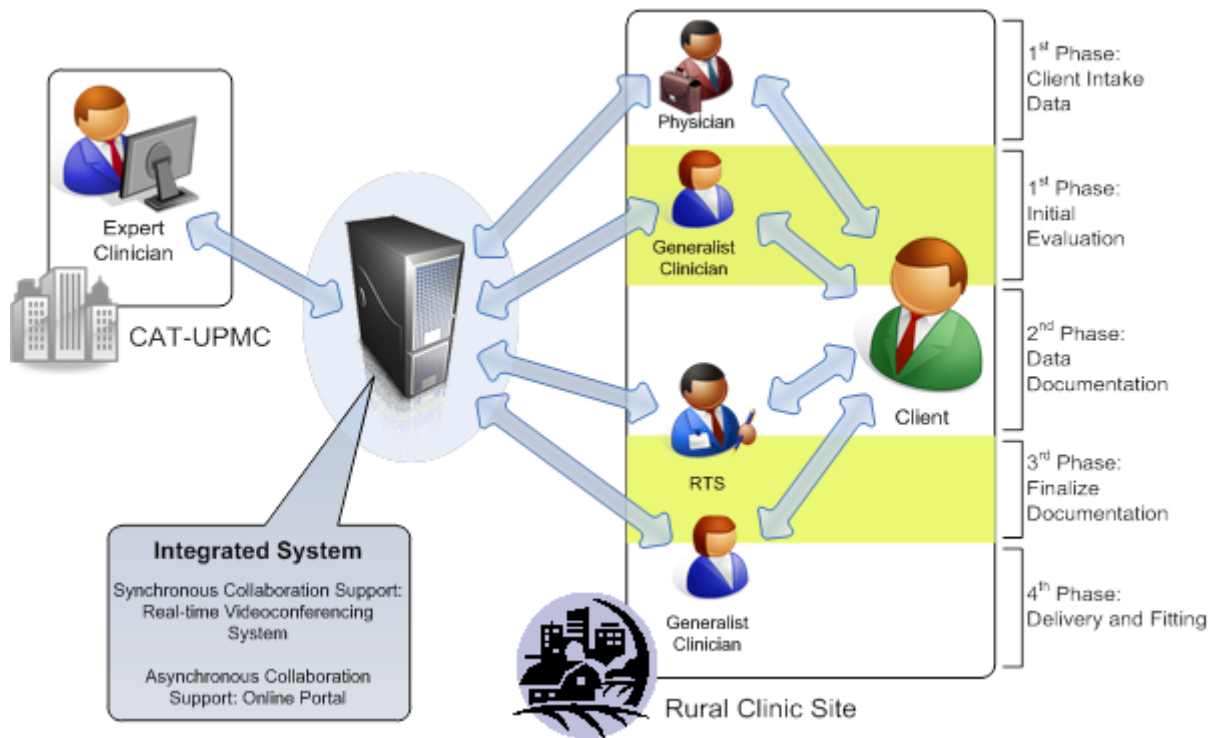 Expert
Clinician
CAT-UPMC
Integrated System
Synchronous Collaboration Support:
Real-time Videoconferencing
System
Asynchronous Collaboration
Support: Online Portal
Physician
Generalist
Clinician
RTS
Generalist
Clinician
Client
Rural Clinic Site
1st Phase:
Client Intake
Data
1st Phase:
Initial
Evaluation
2nd Phase:
Data
Documentation
3rd Phase:
Finalize
Documentation
4th Phase:
Delivery and Fitting